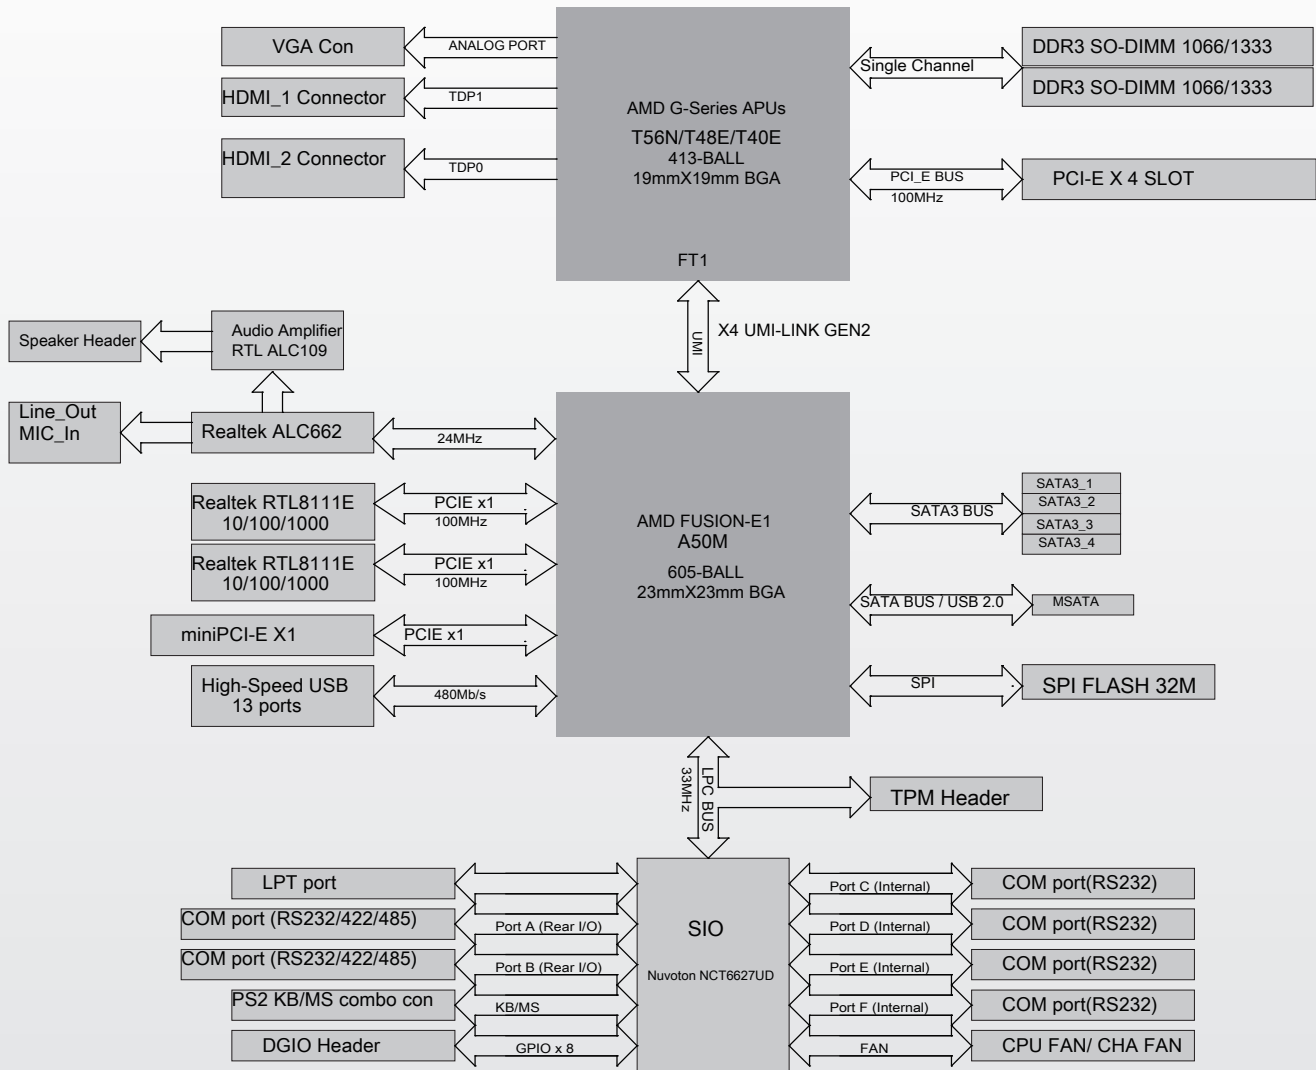 VGA Con
ANALOG PORT
HDMI_1 Connector
TDP1
HDMI_2 Connector
TDP0
AMD G-Series APUs
T56N/T48E/T40E
413-BALL
19mmX19mm BGA
FT1
Single Channel
DDR3 SO-DIMM 1066/1333
DDR3 SO-DIMM 1066/1333
PCI_E BUS
100MHz
PCI-E X 4 SLOT
UMI
X4 UMI-LINK GEN2
Speaker Header
Audio Amplifier
RTL ALC109
Line_Out
MIC_In
Realtek ALC662
24MHz
Realtek RTL8111E
10/100/1000
PCIE x1
100MHz
Realtek RTL8111E
10/100/1000
PCIE x1
100MHz
miniPCI-E X1
PCIE x1
High-Speed USB
13 ports
480Mb/s
AMD FUSION-E1
A50M
605-BALL
23mmX23mm BGA
SATA3 BUS
SATA3_1
SATA3_2
SATA3_3
SATA3_4
SATA BUS / USB 2.0
MSATA
SPI
SPI FLASH 32M
LPC BUS
33MHz
TPM Header
LPT port
COM port (RS232/422/485)
Port A (Rear I/O)
COM port (RS232/422/485)
Port B (Rear I/O)
PS2 KB/MS combo con
KB/MS
DGIO Header
GPIO x 8
SIO
Nuvoton NCT6627UD
Port C (Internal)
COM port(RS232)
Port D (Internal)
COM port(RS232)
Port E (Internal)
COM port(RS232)
Port F (Internal)
COM port(RS232)
FAN
CPU FAN/ CHA FAN